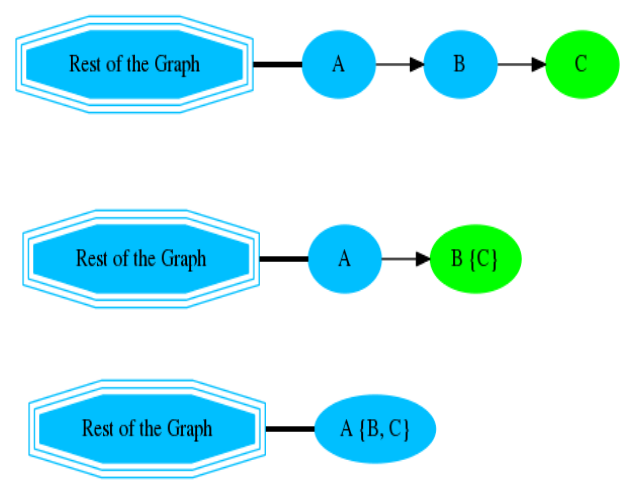 Rest of the Graph A B C
Rest of the Graph A B {C}
Rest of the Graph A {B, C}